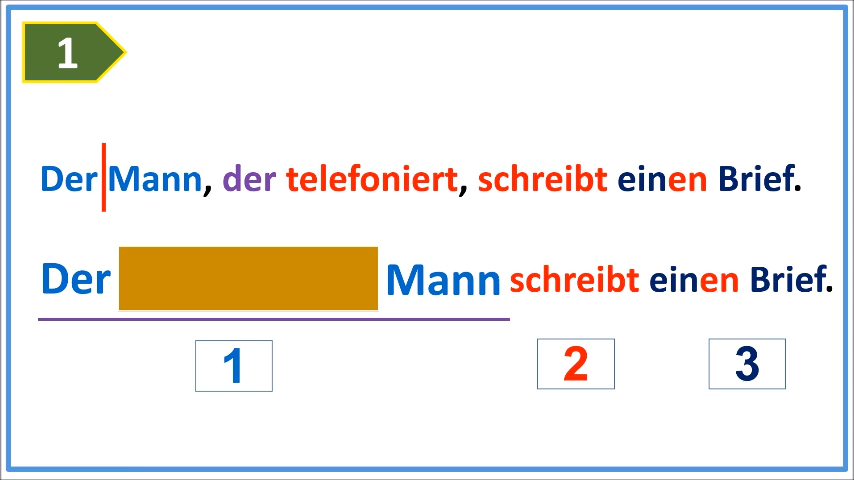 1
Der Mann, der telefoniert, schreibt einen Brief.
Der Mann schreibt einen Brief.
1 2 3